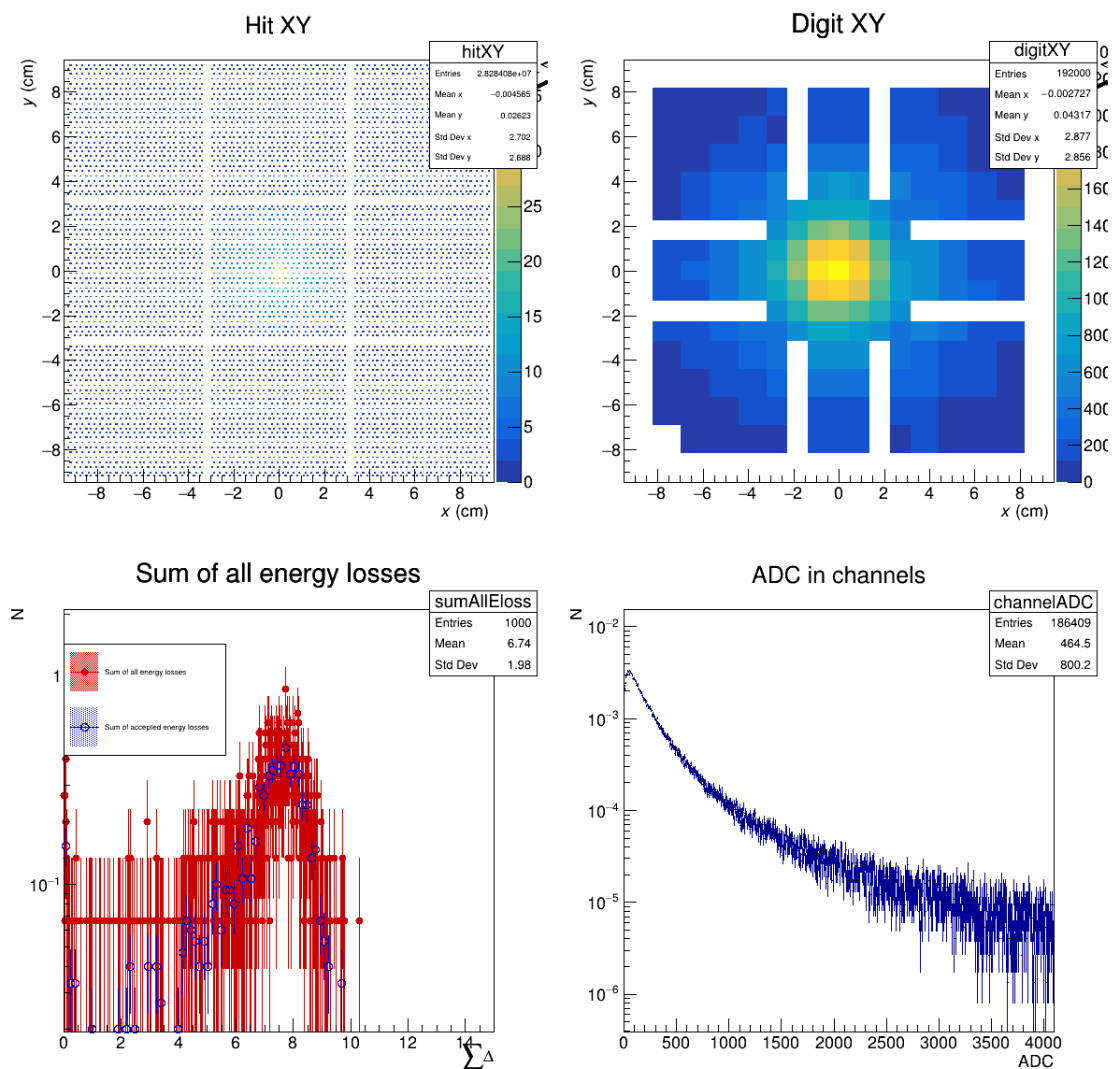 Hit XY
hitXY
Entries 2.828408e+07
Mean x −0.004565
Mean y 0.02623
Std Dev x 2.702
Std Dev y 2.688
y (cm)
8
6
4
2
0
−2
−4
−6
−8
−8 −6 −4 −2 0 2 4 6 8
x (cm)
25
20
15
10
5
0
Digit XY
digitXY
Entries 192000
Mean x −0.002727
Mean y 0.04317
Std Dev x 2.877
Std Dev y 2.856
y (cm)
8
6
4
2
0
−2
−4
−6
−8
−8 −6 −4 −2 0 2 4 6 8
x (cm)
200
0
Sum of all energy losses
sumAllEloss
Entries 1000
Mean 6.74
Std Dev 1.98
N
Sum of all energy losses
Sum of accepted energy losses
1
10−1
0 2 4 6 8 10 12 14
∑Δ
ADC in channels
channelADC
Entries 186409
Mean 464.5
Std Dev 800.2
N
10−2
10−3
10−4
10−5
10−6
0 500 1000 1500 2000 2500 3000 3500 4000
ADC